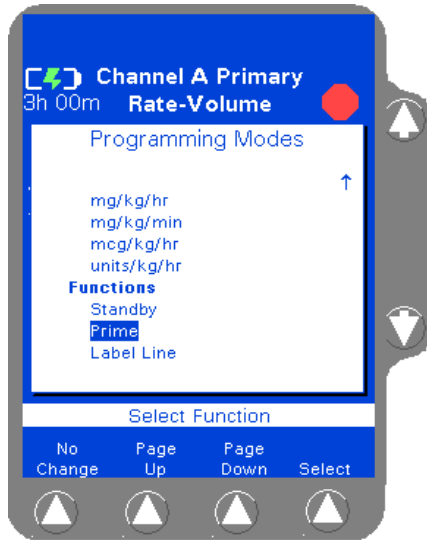 Channel A Primary
3h 00m Rate-Volume
Programming Modes
↑
mg/kg/hr
mg/kg/min
mcg/kg/hr
units/kg/hr
Functions
Standby
Prime
Label Line
Select Function
No Change
Page Up
Page Down
Select